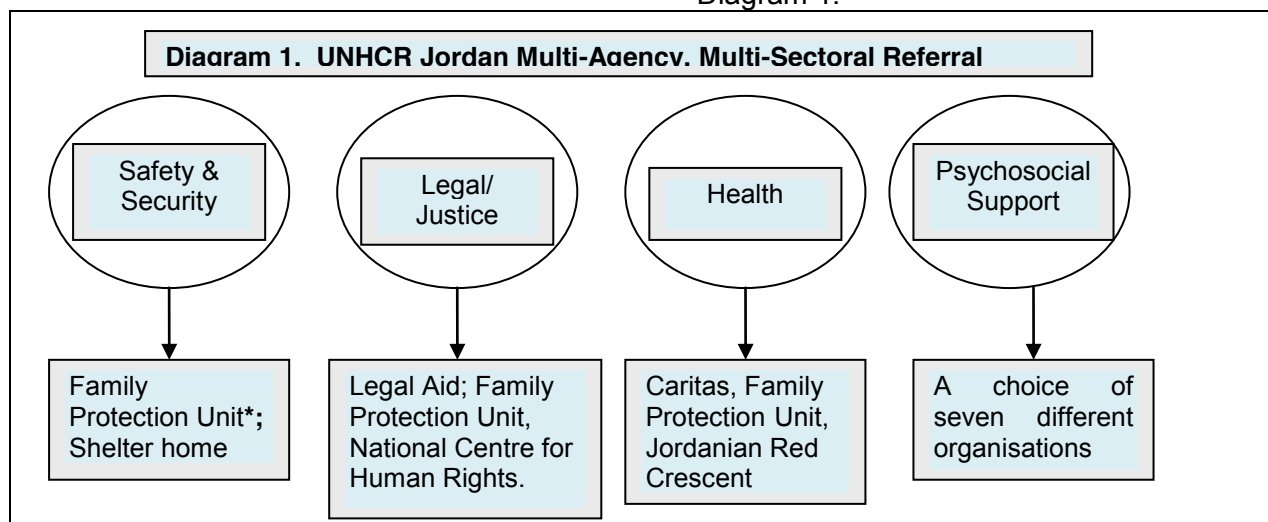 Diagram 1.
Diagram 1. UNHCR Jordan Multi-Agency, Multi-Sectoral Referral
Safety &
Security
Legal/
Justice
Health
Psychosocial
Support
Family
Protection Unit*;
Shelter home
Legal Aid; Family
Protection Unit,
National Centre for
Human Rights.
Caritas, Family
Protection Unit,
Jordanian Red
Crescent
A choice of
seven different
organisations